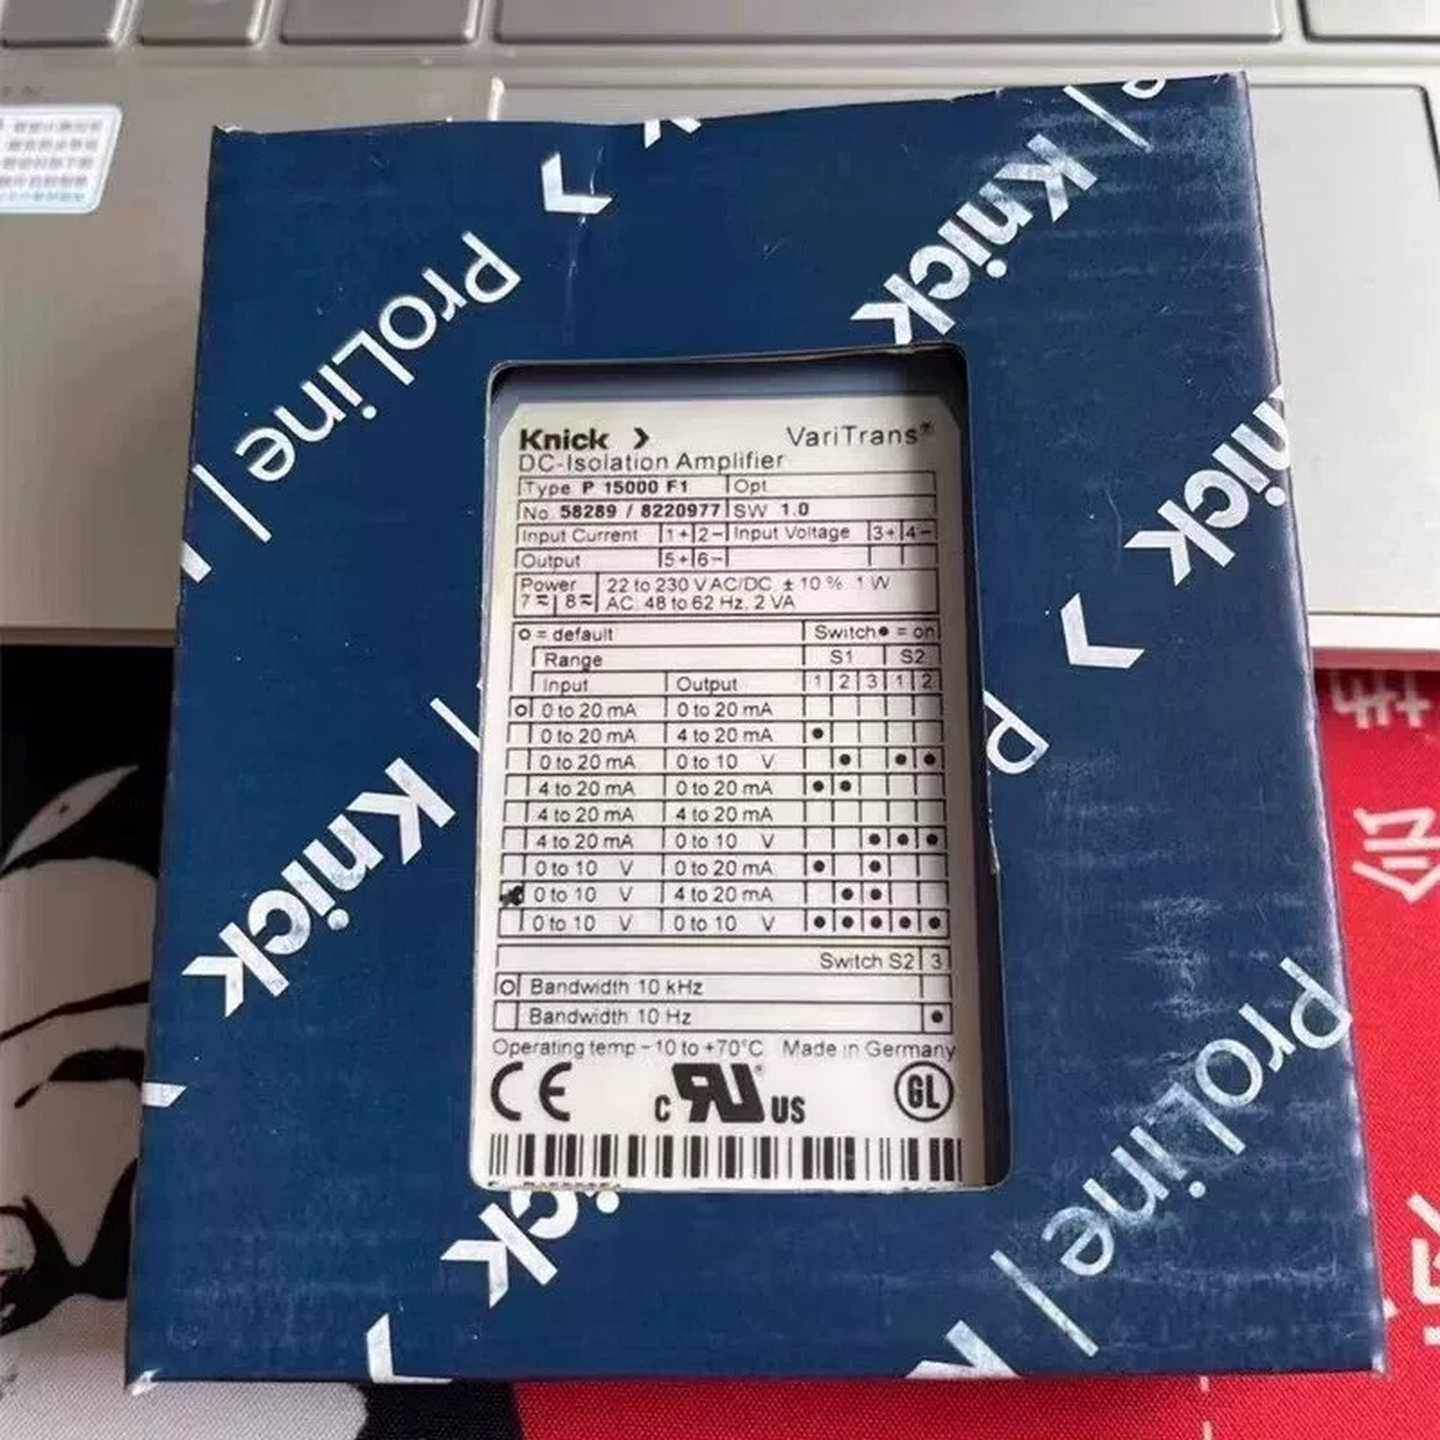 Knick
ProLine
Knick >
VariTrans®
DC-Isolation Amplifier
Type P 15000 F1 Opt
No. 58289 / 8220977 SW 1.0
Input Current 1+ 2− Input Voltage 3+ 4−
Output 5+ 6−
Power 22 to 230 V AC/DC, ± 10 % 1 W
7 ≂ 8 ≂ AC: 48 to 62 Hz, 2 VA
o = default Switch ● = on
Range S1 S2
Input Output 1 2 3 1 2
o 0 to 20 mA 0 to 20 mA
0 to 20 mA 4 to 20 mA ●
0 to 20 mA 0 to 10 V ● ● ●
4 to 20 mA 0 to 20 mA ● ●
4 to 20 mA 4 to 20 mA
4 to 20 mA 0 to 10 V ● ● ●
0 to 10 V 0 to 20 mA ● ●
0 to 10 V 4 to 20 mA ● ●
0 to 10 V 0 to 10 V ● ● ● ● ●
Switch S2 3
o Bandwidth 10 kHz
Bandwidth 10 Hz ●
Operating temp −10 to +70°C Made in Germany
CE c RU ® US GL
Knick
Knick
Knick
ProLine